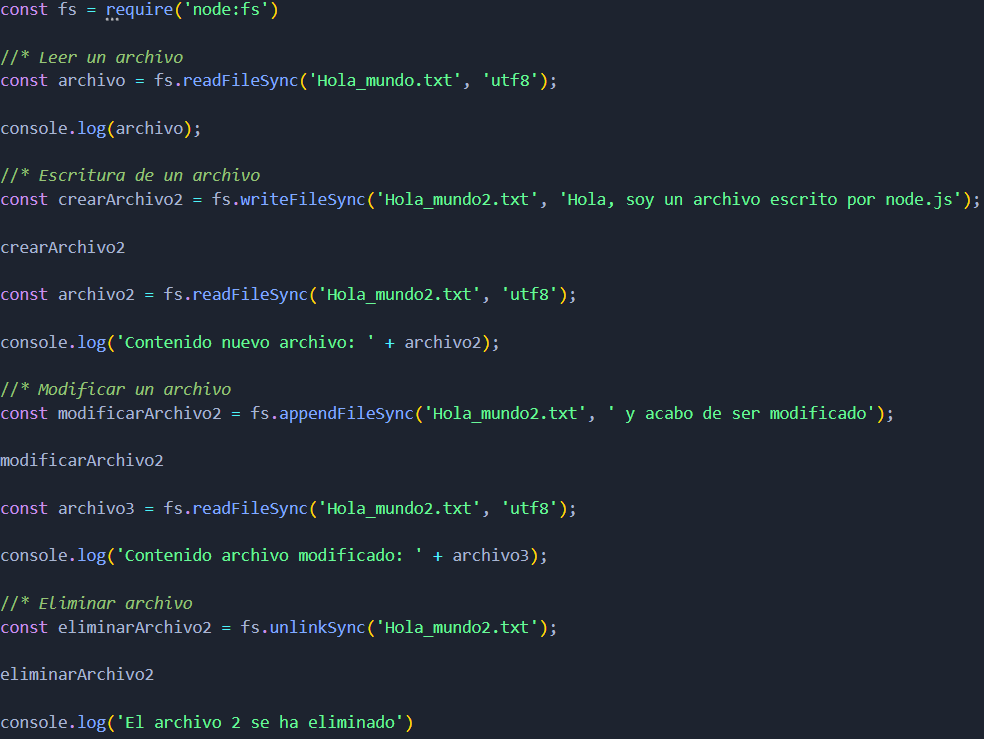 const fs = require('node:fs')
//* Leer un archivo
const archivo = fs.readFileSync('Hola_mundo.txt', 'utf8');
console.log(archivo);
//* Escritura de un archivo
const crearArchivo2 = fs.writeFileSync('Hola_mundo2.txt', 'Hola, soy un archivo escrito por node.js');
crearArchivo2
const archivo2 = fs.readFileSync('Hola_mundo2.txt', 'utf8');
console.log('Contenido nuevo archivo: ' + archivo2);
//* Modificar un archivo
const modificarArchivo2 = fs.appendFileSync('Hola_mundo2.txt', ' y acabo de ser modificado');
modificarArchivo2
const archivo3 = fs.readFileSync('Hola_mundo2.txt', 'utf8');
console.log('Contenido archivo modificado: ' + archivo3);
//* Eliminar archivo
const eliminarArchivo2 = fs.unlinkSync('Hola_mundo2.txt');
eliminarArchivo2
console.log('El archivo 2 se ha eliminado')